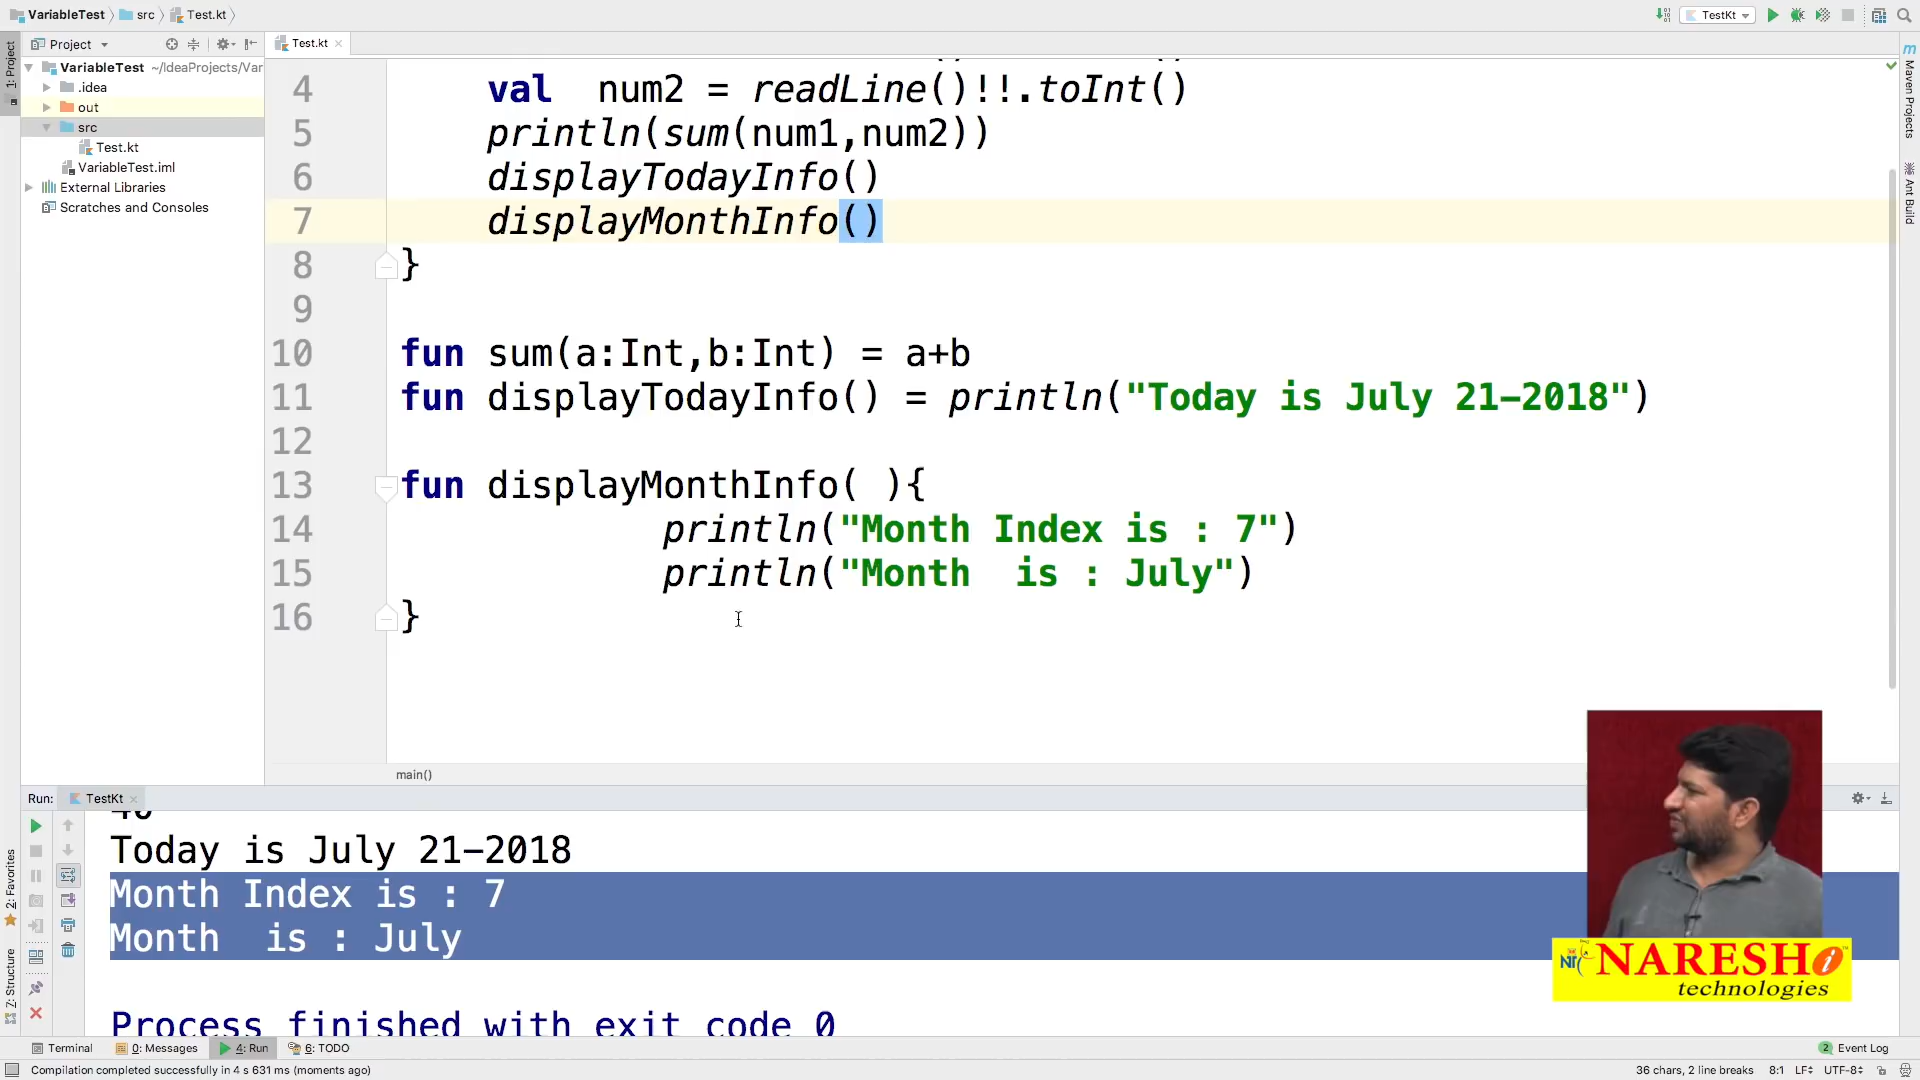 VariableTest src Test.kt
TestKt
Project
Test.kt
1: Project
VariableTest ~/IdeaProjects/Var
.idea
out
src
Test.kt
VariableTest.iml
External Libraries
Scratches and Consoles
Maven Projects
Ant Build
4 val num2 = readLine()!!.toInt()
5 println(sum(num1,num2))
6 displayTodayInfo()
7 displayMonthInfo()
8 }
9
10 fun sum(a:Int,b:Int) = a+b
11 fun displayTodayInfo() = println("Today is July 21-2018")
12
13 fun displayMonthInfo( ){
14 println("Month Index is : 7")
15 println("Month  is : July")
16 }
main()
Run: TestKt
Today is July 21-2018
Month Index is : 7
Month  is : July
Process finished with exit code 0
2: Favorites
Z: Structure
NARESH i
technologies
Terminal 0: Messages 4: Run 6: TODO 2 Event Log
Compilation completed successfully in 4 s 631 ms (moments ago) 36 chars, 2 line breaks 8:1 LF UTF-8